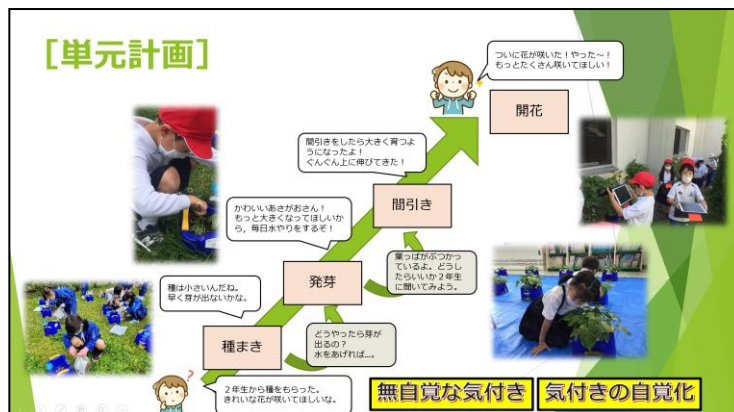 [単元計画]
ついに花が咲いた！やった～！
もっとたくさん咲いてほしい！
開花
間引きをしたら大きく育つよ
うになったよ！
ぐんぐん上に伸びてきた！
間引き
かわいいあさがおさん！
もっと大きくなってほしいか
ら，毎日水やりをするぞ！
葉っぱがぶつかっ
ているよ。どうし
たらいいか２年生
に聞いてみよう。
発芽
種は小さいんだね。
早く芽が出ないかな。
どうやったら芽が
出るの？
水をあげれば…。
種まき
２年生から種をもらった。
きれいな花が咲いてほしいな。
無自覚な気付き
気付きの自覚化